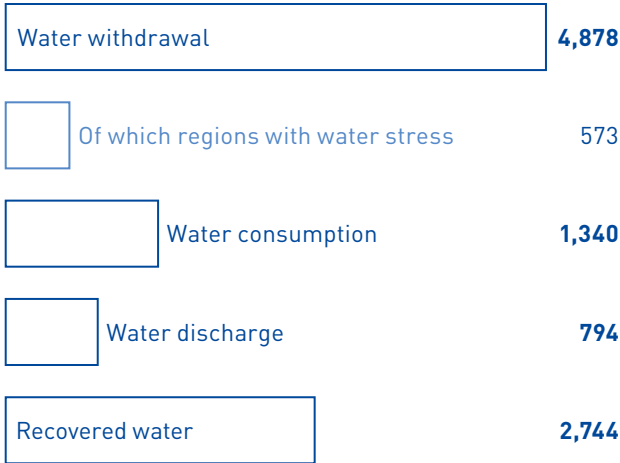 Water withdrawal 4,878
Of which regions with water stress 573
Water consumption 1,340
Water discharge 794
Recovered water 2,744